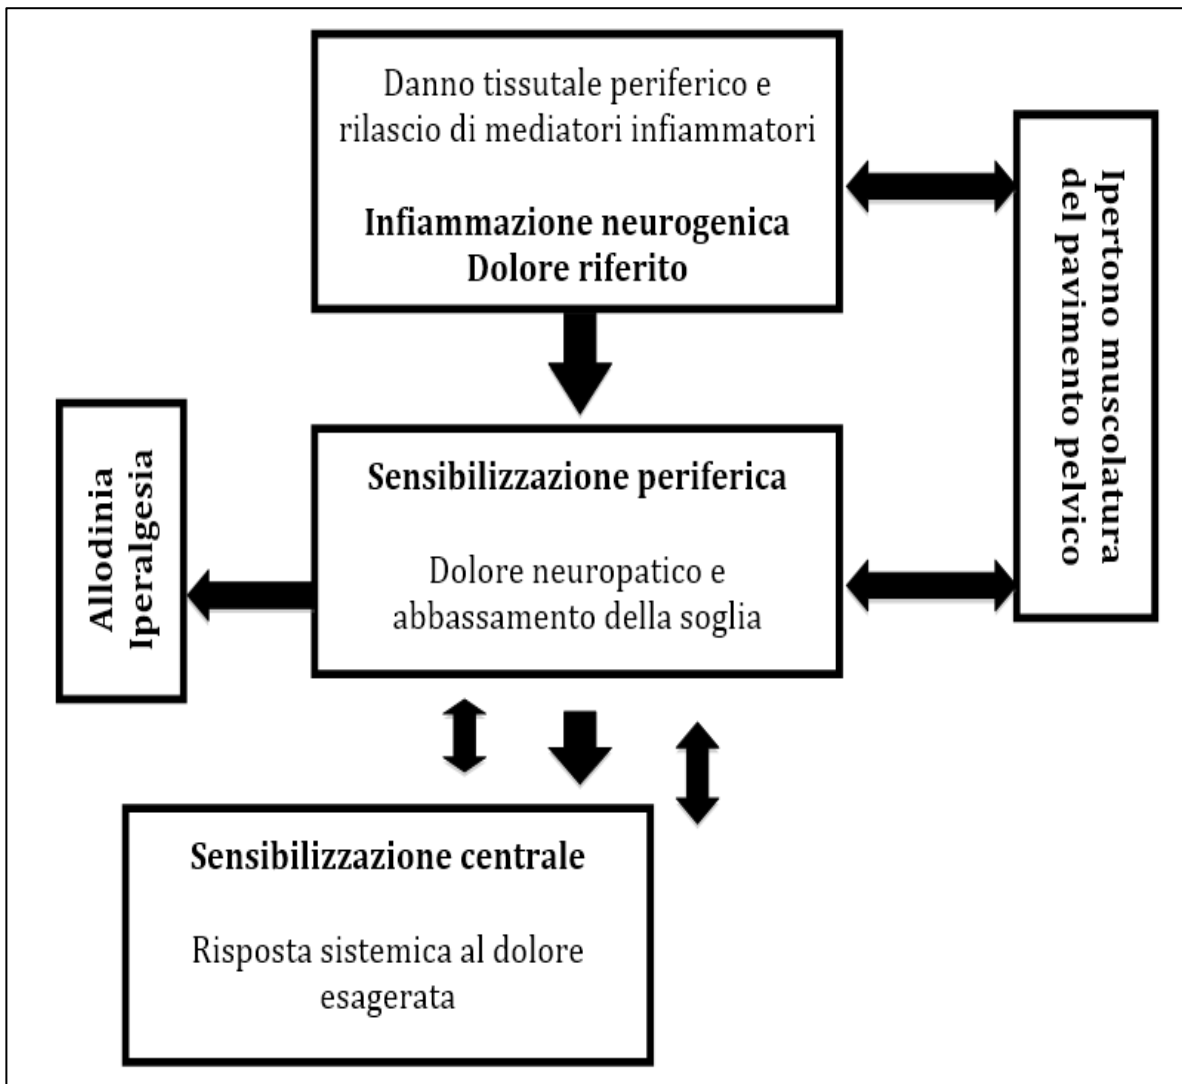 Danno tissutale periferico e
rilascio di mediatori infiammatori
Infiammazione neurogenica
Dolore riferito
Ipertono muscolatura
del pavimento pelvico
Sensibilizzazione periferica
Dolore neuropatico e
abbassamento della soglia
Allodinia
Iperalgesia
Sensibilizzazione centrale
Risposta sistemica al dolore
esagerata